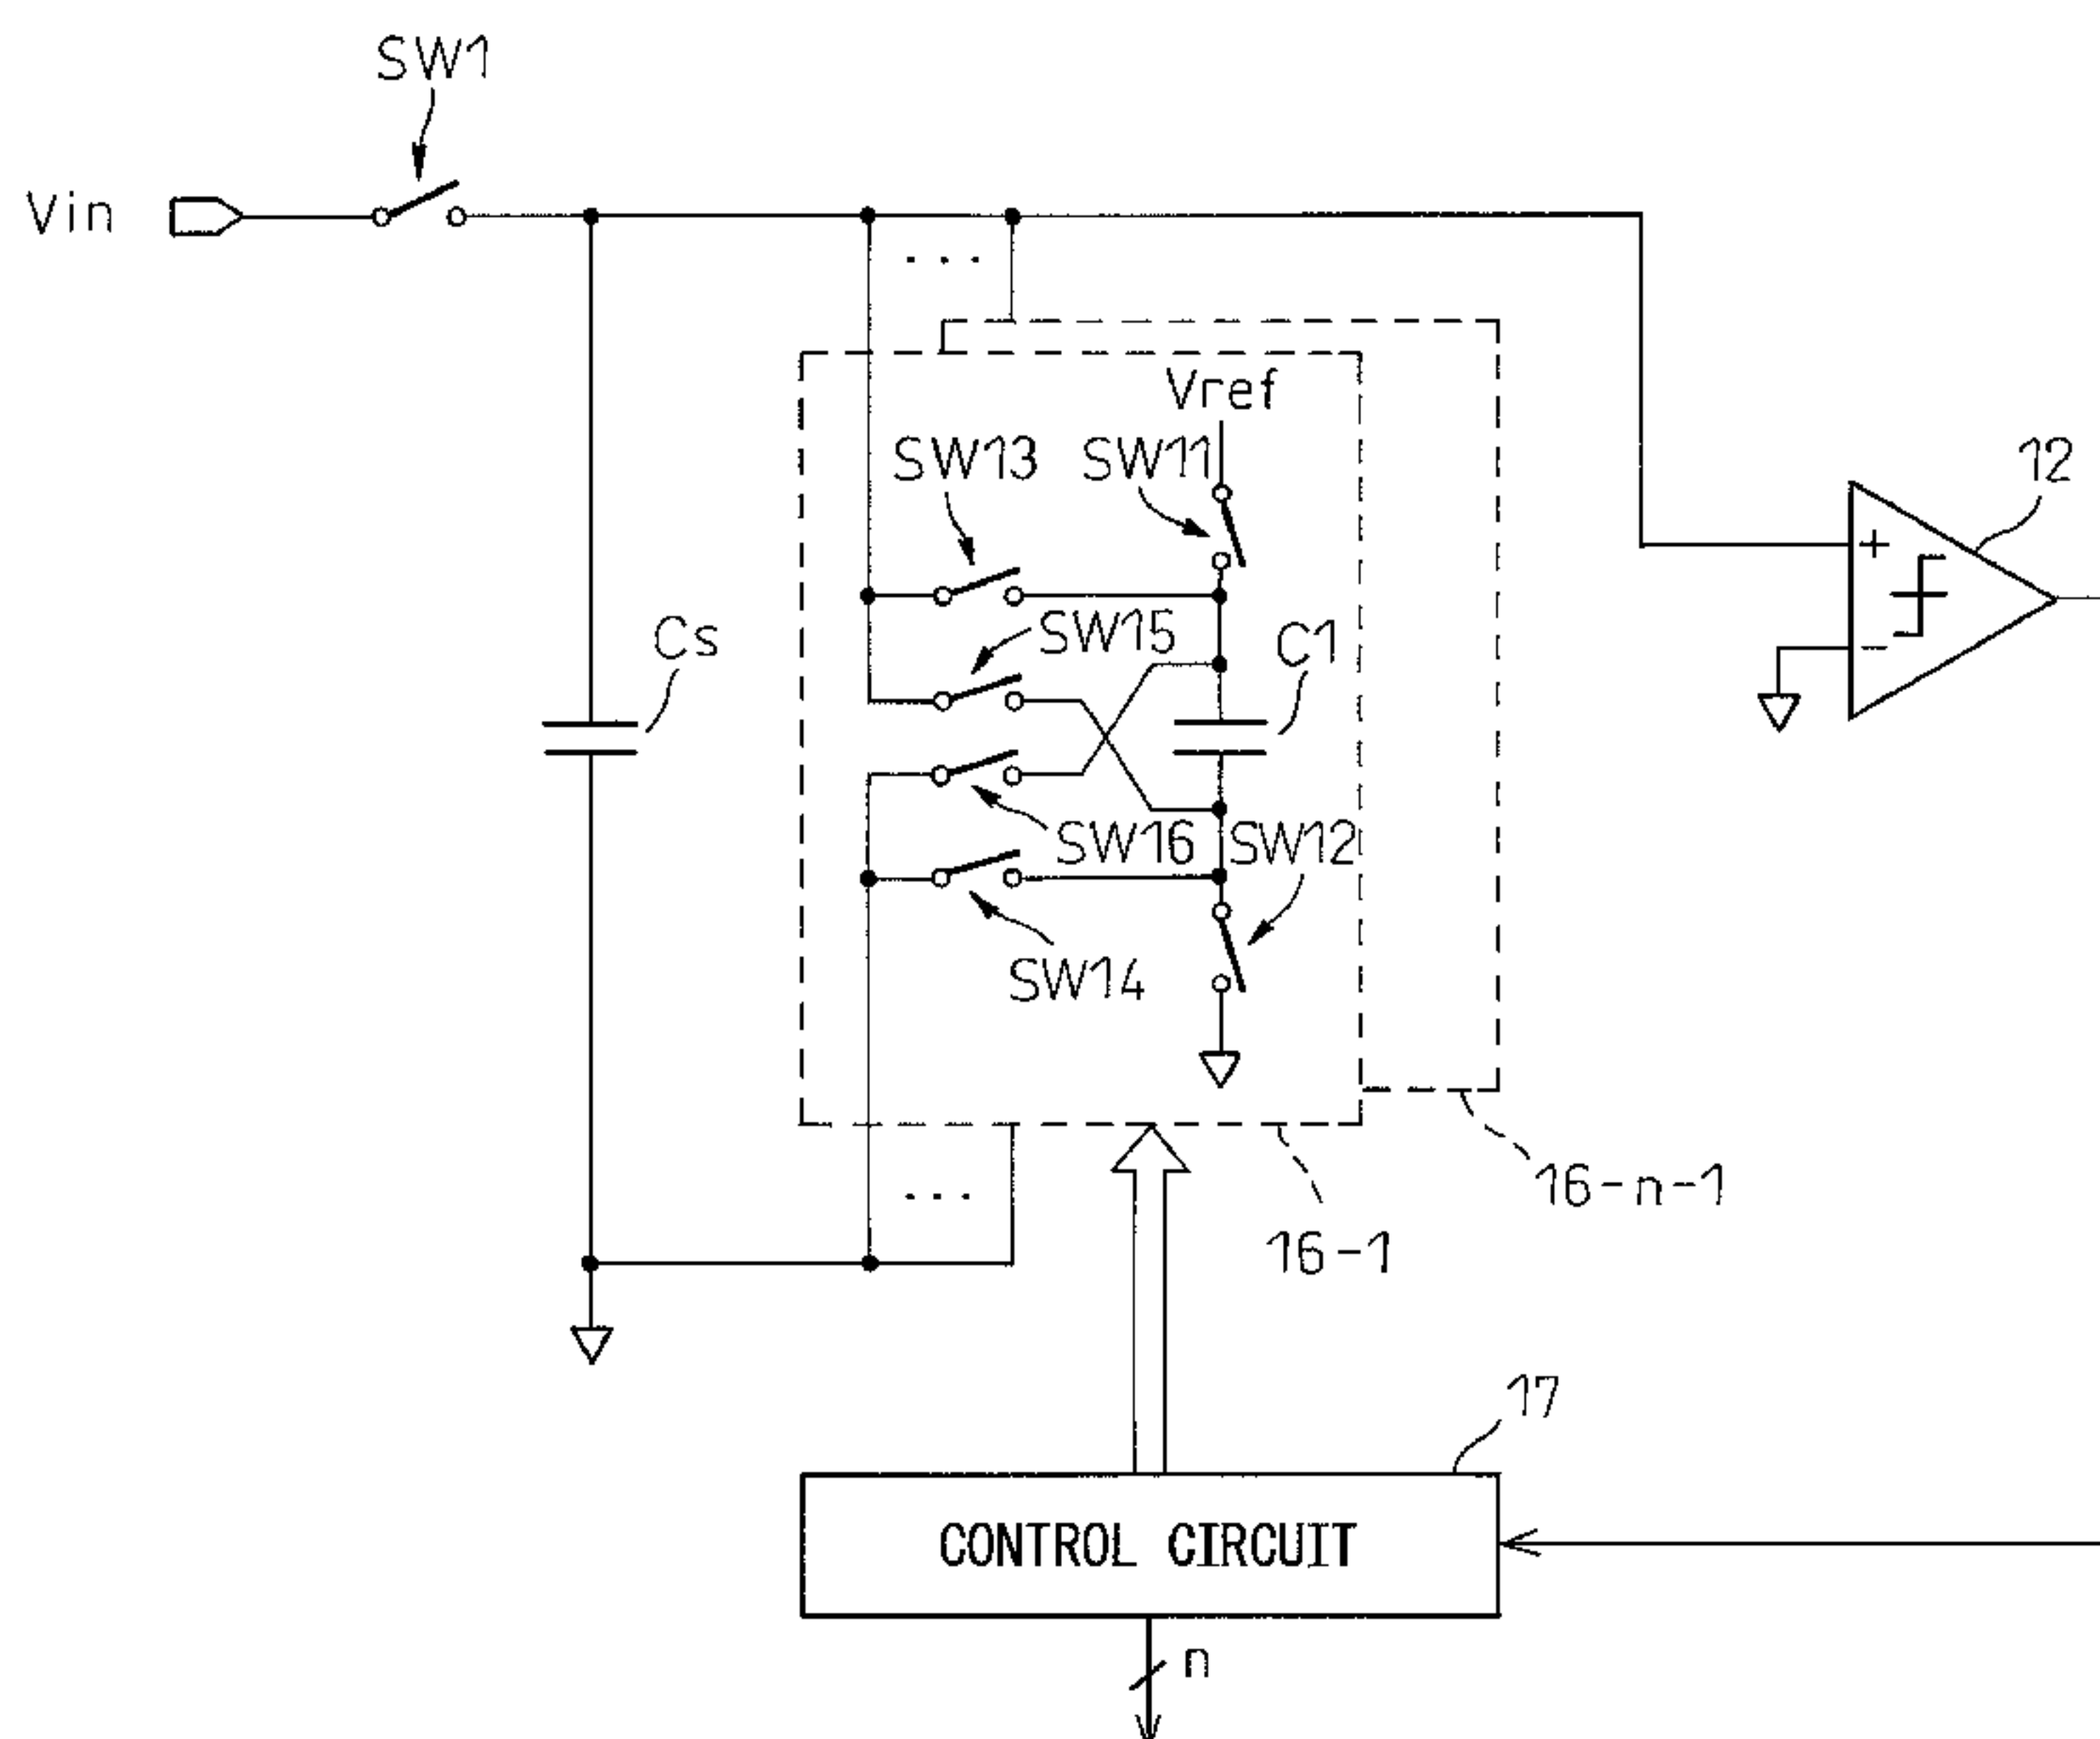 SW1
Vin
. . .
Vref
SW13
SW11
12
+
SW15
C1
Cs
−
SW16
SW12
SW14
16-n-1
. . .
16-1
17
CONTROL CIRCUIT
n